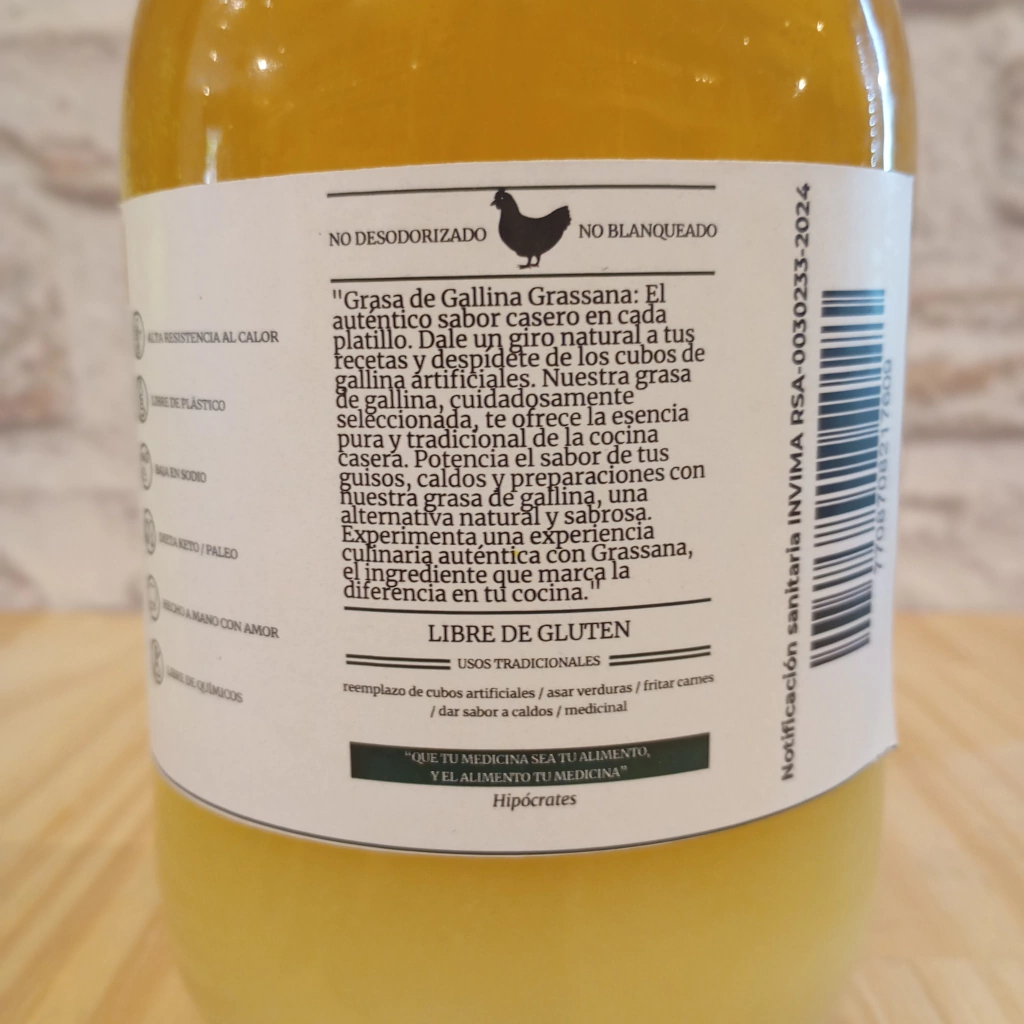 NO DESODORIZADO NO BLANQUEADO
"Grasa de Gallina Grassana: El
auténtico sabor casero en cada
platillo. Dale un giro natural a tus
recetas y despídete de los cubos de
gallina artificiales. Nuestra grasa
de gallina, cuidadosamente
seleccionada, te ofrece la esencia
pura y tradicional de la cocina
casera. Potencia el sabor de tus
guisos, caldos y preparaciones con
nuestra grasa de gallina, una
alternativa natural y sabrosa.
Experimenta una experiencia
culinaria auténtica con Grassana,
el ingrediente que marca la
diferencia en tu cocina."
LIBRE DE GLUTEN
USOS TRADICIONALES
reemplazo de cubos artificiales / asar verduras / fritar carnes
/ dar sabor a caldos / medicinal
"QUE TU MEDICINA SEA TU ALIMENTO,
Y EL ALIMENTO TU MEDICINA"
Hipócrates
ALTA RESISTENCIA AL CALOR
LIBRE DE PLÁSTICO
BAJA EN SODIO
DIETA KETO / PALEO
HECHO A MANO CON AMOR
LIBRE DE QUÍMICOS
Notificación sanitaria INVIMA RSA-0030233-2024